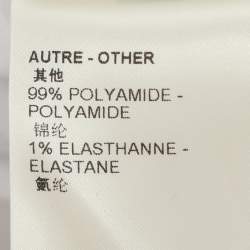 AUTRE - OTHER
其他
99% POLYAMIDE -
POLYAMIDE
锦纶
1% ELASTHANNE -
ELASTANE
氨纶